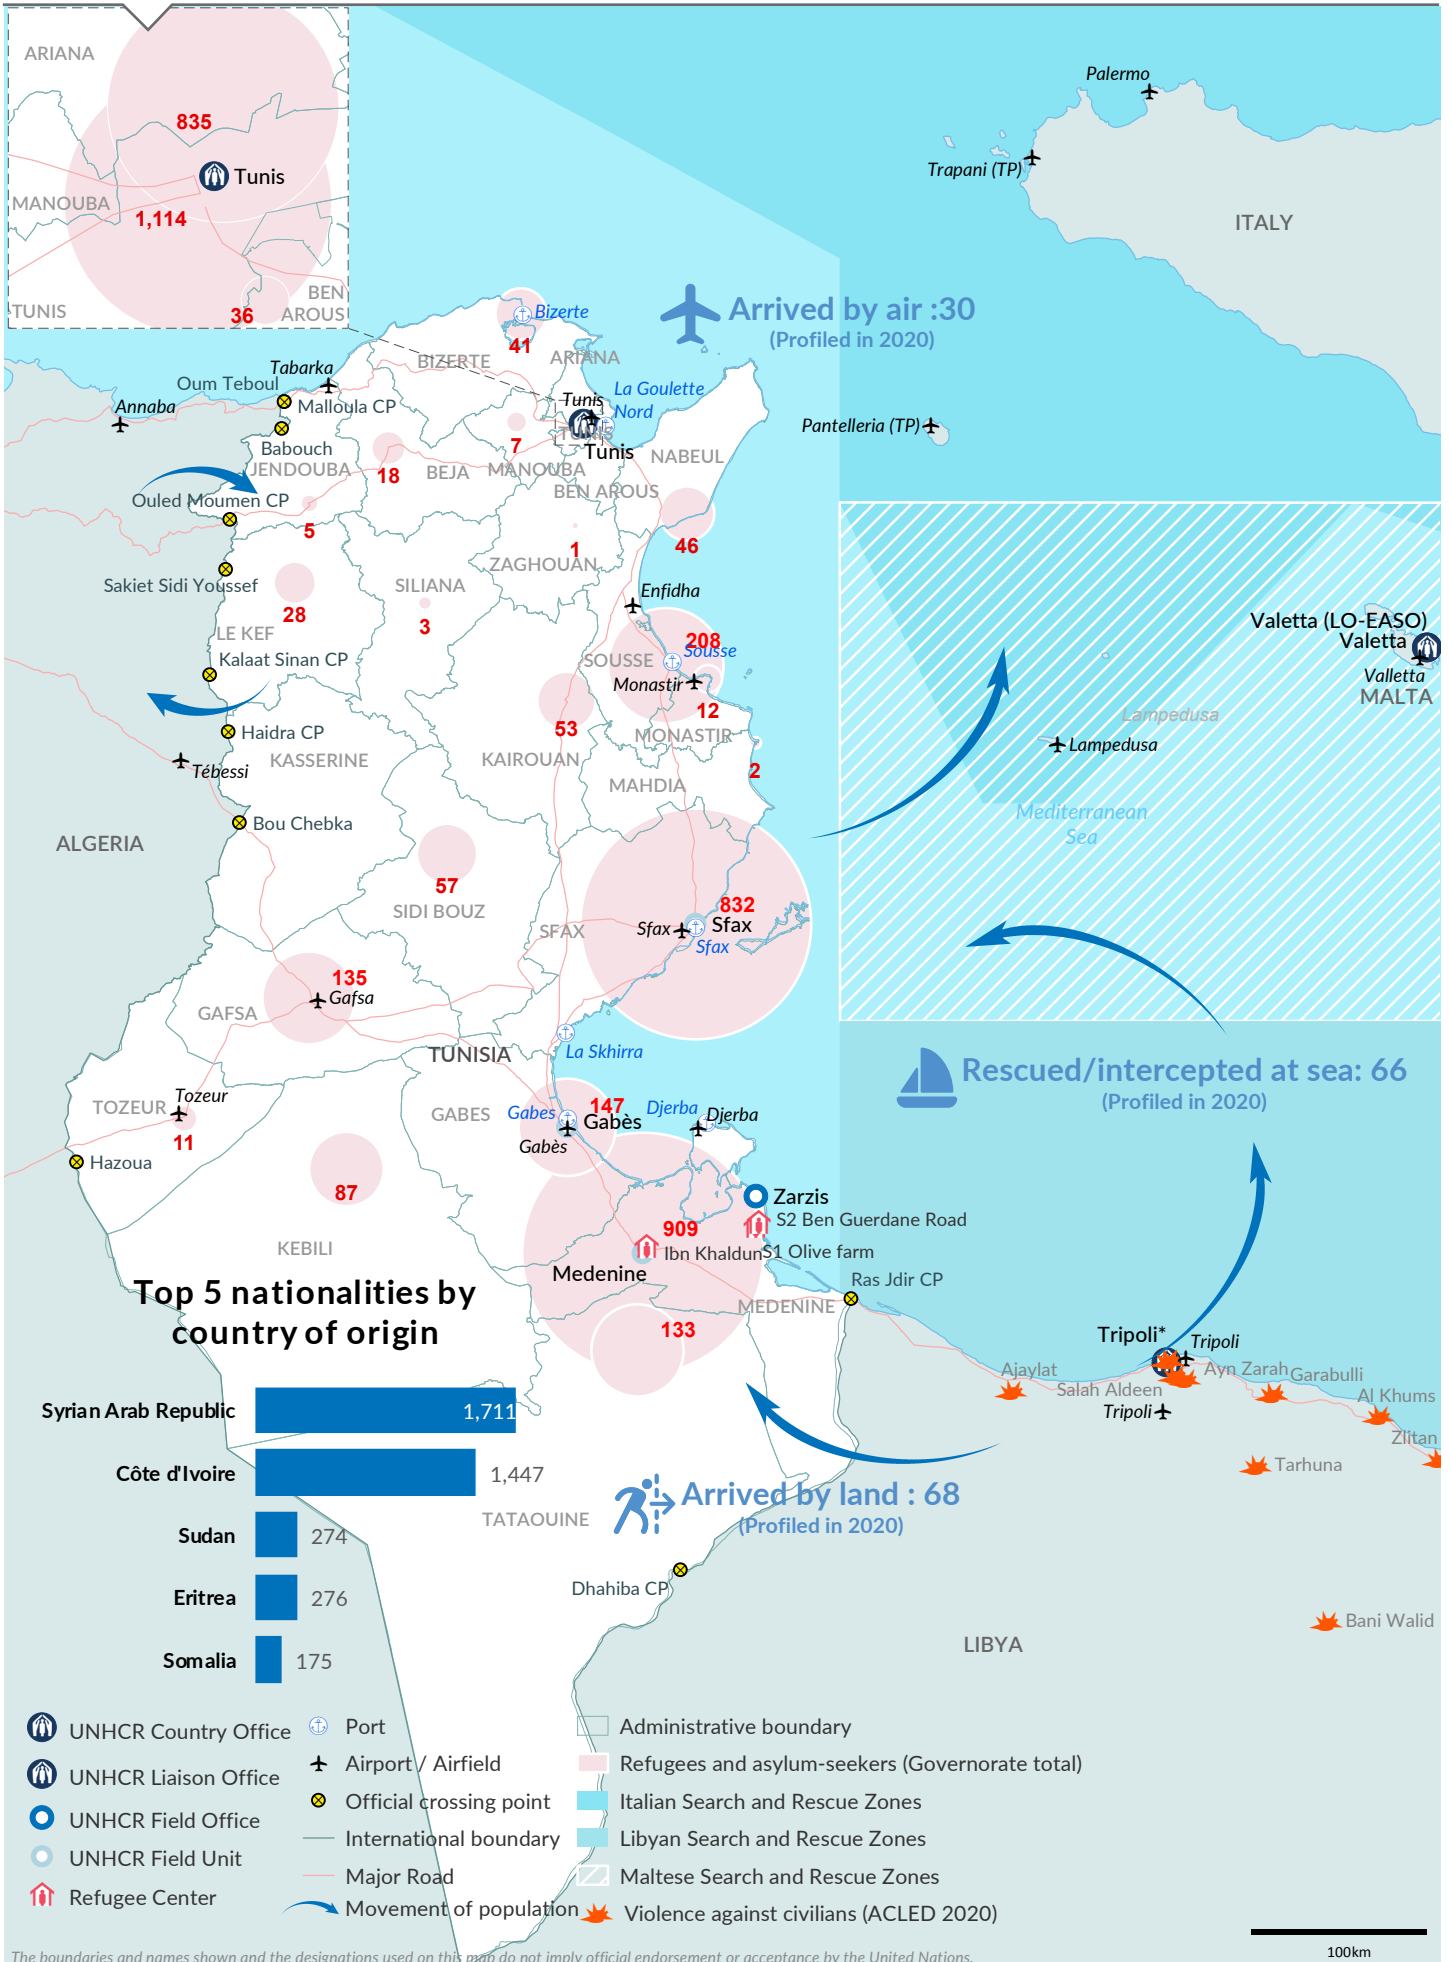 ARIANA
835
Tunis
MANOUBA
1,114
TUNIS
36
BEN
AROUS
Palermo
Trapani (TP)
ITALY
Arrived by air :30
(Profiled in 2020)
Bizerte
41
BIZERTE
ARIANA
Tabarka
Oum Teboul
Malloula CP
Annaba
Babouch
JENDOUBA
La Goulette
Nord
Tunis
TUNIS
Tunis
Pantelleria (TP)
7
18
BEJA
MANOUBA
NABEUL
BEN AROUS
Ouled Moumen CP
5
1
46
ZAGHOUAN
Sakiet Sidi Youssef
28
SILIANA
3
Enfidha
LE KEF
208
Sousse
SOUSSE
Kalaat Sinan CP
Monastir
12
53
MONASTIR
Haidra CP
KASSERINE
KAIROUAN
Tébessi
2
MAHDIA
Valetta (LO-EASO)
Valetta
Valletta
MALTA
Lampedusa
Lampedusa
Mediterranean
Sea
ALGERIA
Bou Chebka
57
SIDI BOUZ
832
Sfax
Sfax
Sfax
SFAX
135
Gafsa
GAFSA
TUNISIA
La Skhirra
Rescued/intercepted at sea: 66
(Profiled in 2020)
Tozeur
TOZEUR
11
GABES
Gabes
147
Gabès
Gabès
Djerba
Djerba
Hazoua
87
KEBILI
Zarzis
S2 Ben Guerdane Road
909
Ibn Khaldun
S1 Olive farm
Medenine
Ras Jdir CP
MEDENINE
133
Tripoli*
Tripoli
Ajaylat
Salah Aldeen
Ayn Zarah
Garabulli
Tripoli
Al Khums
Zlitan
Tarhuna
Top 5 nationalities by
country of origin
Syrian Arab Republic
1,711
Côte d'Ivoire
1,447
Sudan
274
Eritrea
276
Somalia
175
Arrived by land : 68
(Profiled in 2020)
TATAOUINE
Dhahiba CP
Bani Walid
LIBYA
UNHCR Country Office
UNHCR Liaison Office
UNHCR Field Office
UNHCR Field Unit
Refugee Center
Port
Airport / Airfield
Official crossing point
International boundary
Major Road
Movement of population
Administrative boundary
Refugees and asylum-seekers (Governorate total)
Italian Search and Rescue Zones
Libyan Search and Rescue Zones
Maltese Search and Rescue Zones
Violence against civilians (ACLED 2020)
100km
The boundaries and names shown and the designations used on this map do not imply official endorsement or acceptance by the United Nations.